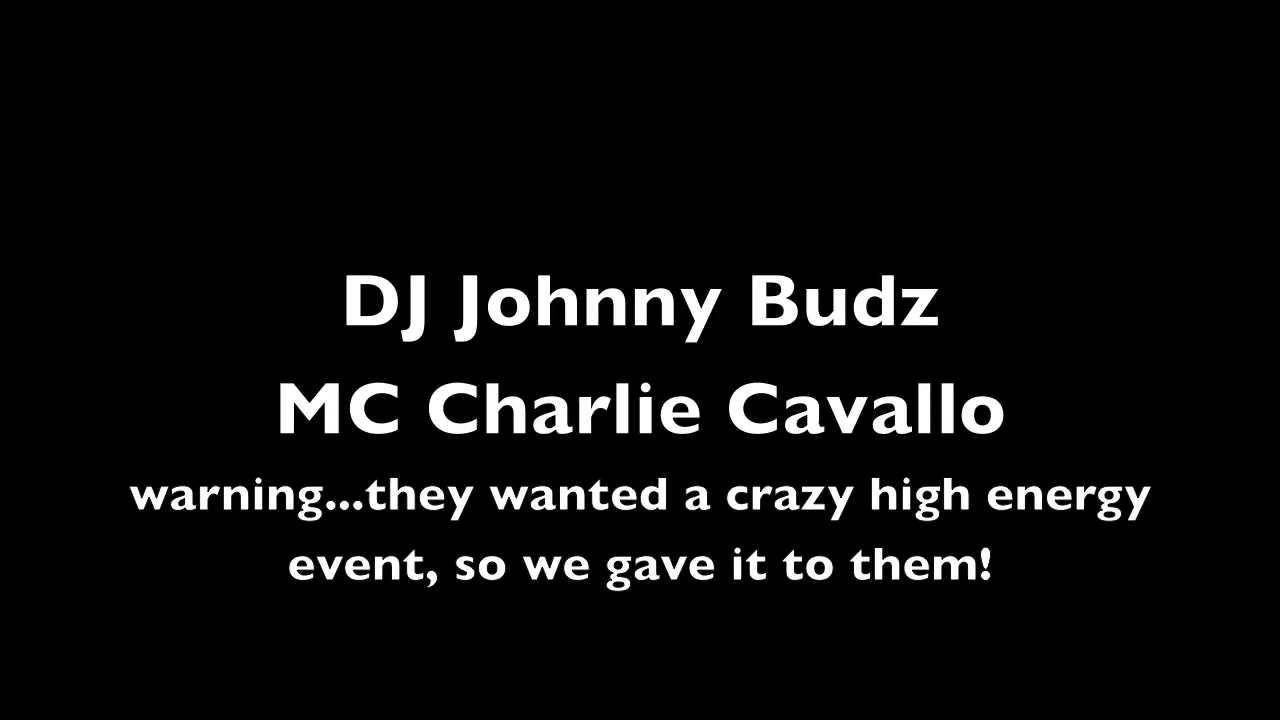 DJ Johnny Budz
MC Charlie Cavallo
warning...they wanted a crazy high energy
event, so we gave it to them!